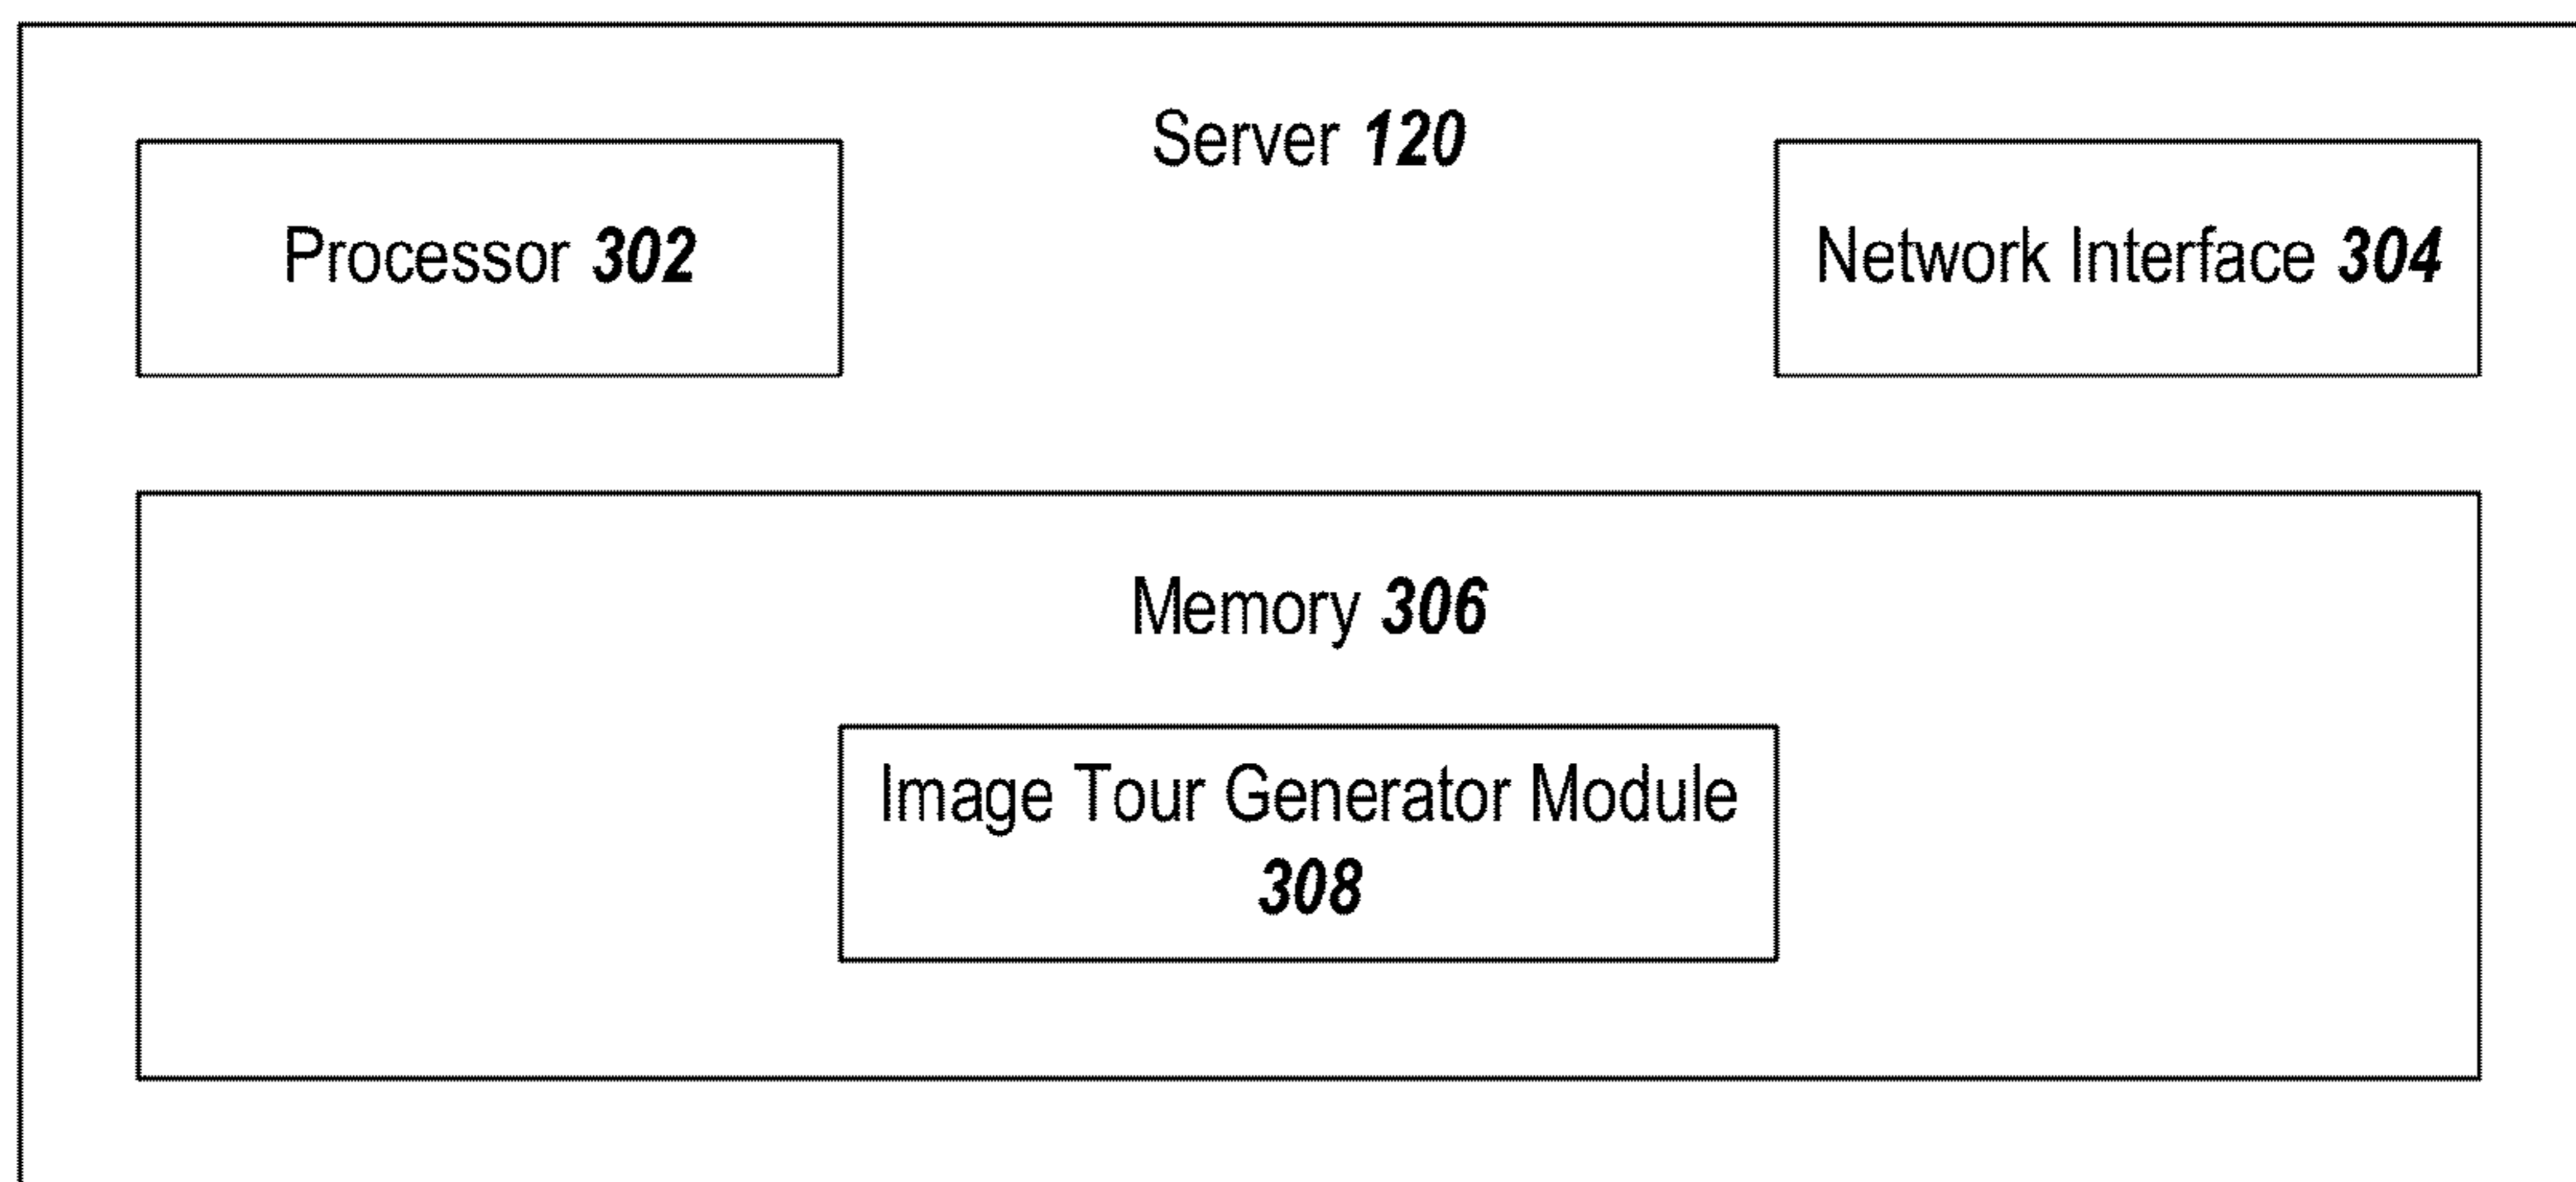 Server 120
Processor 302
Network Interface 304
Memory 306
Image Tour Generator Module
308